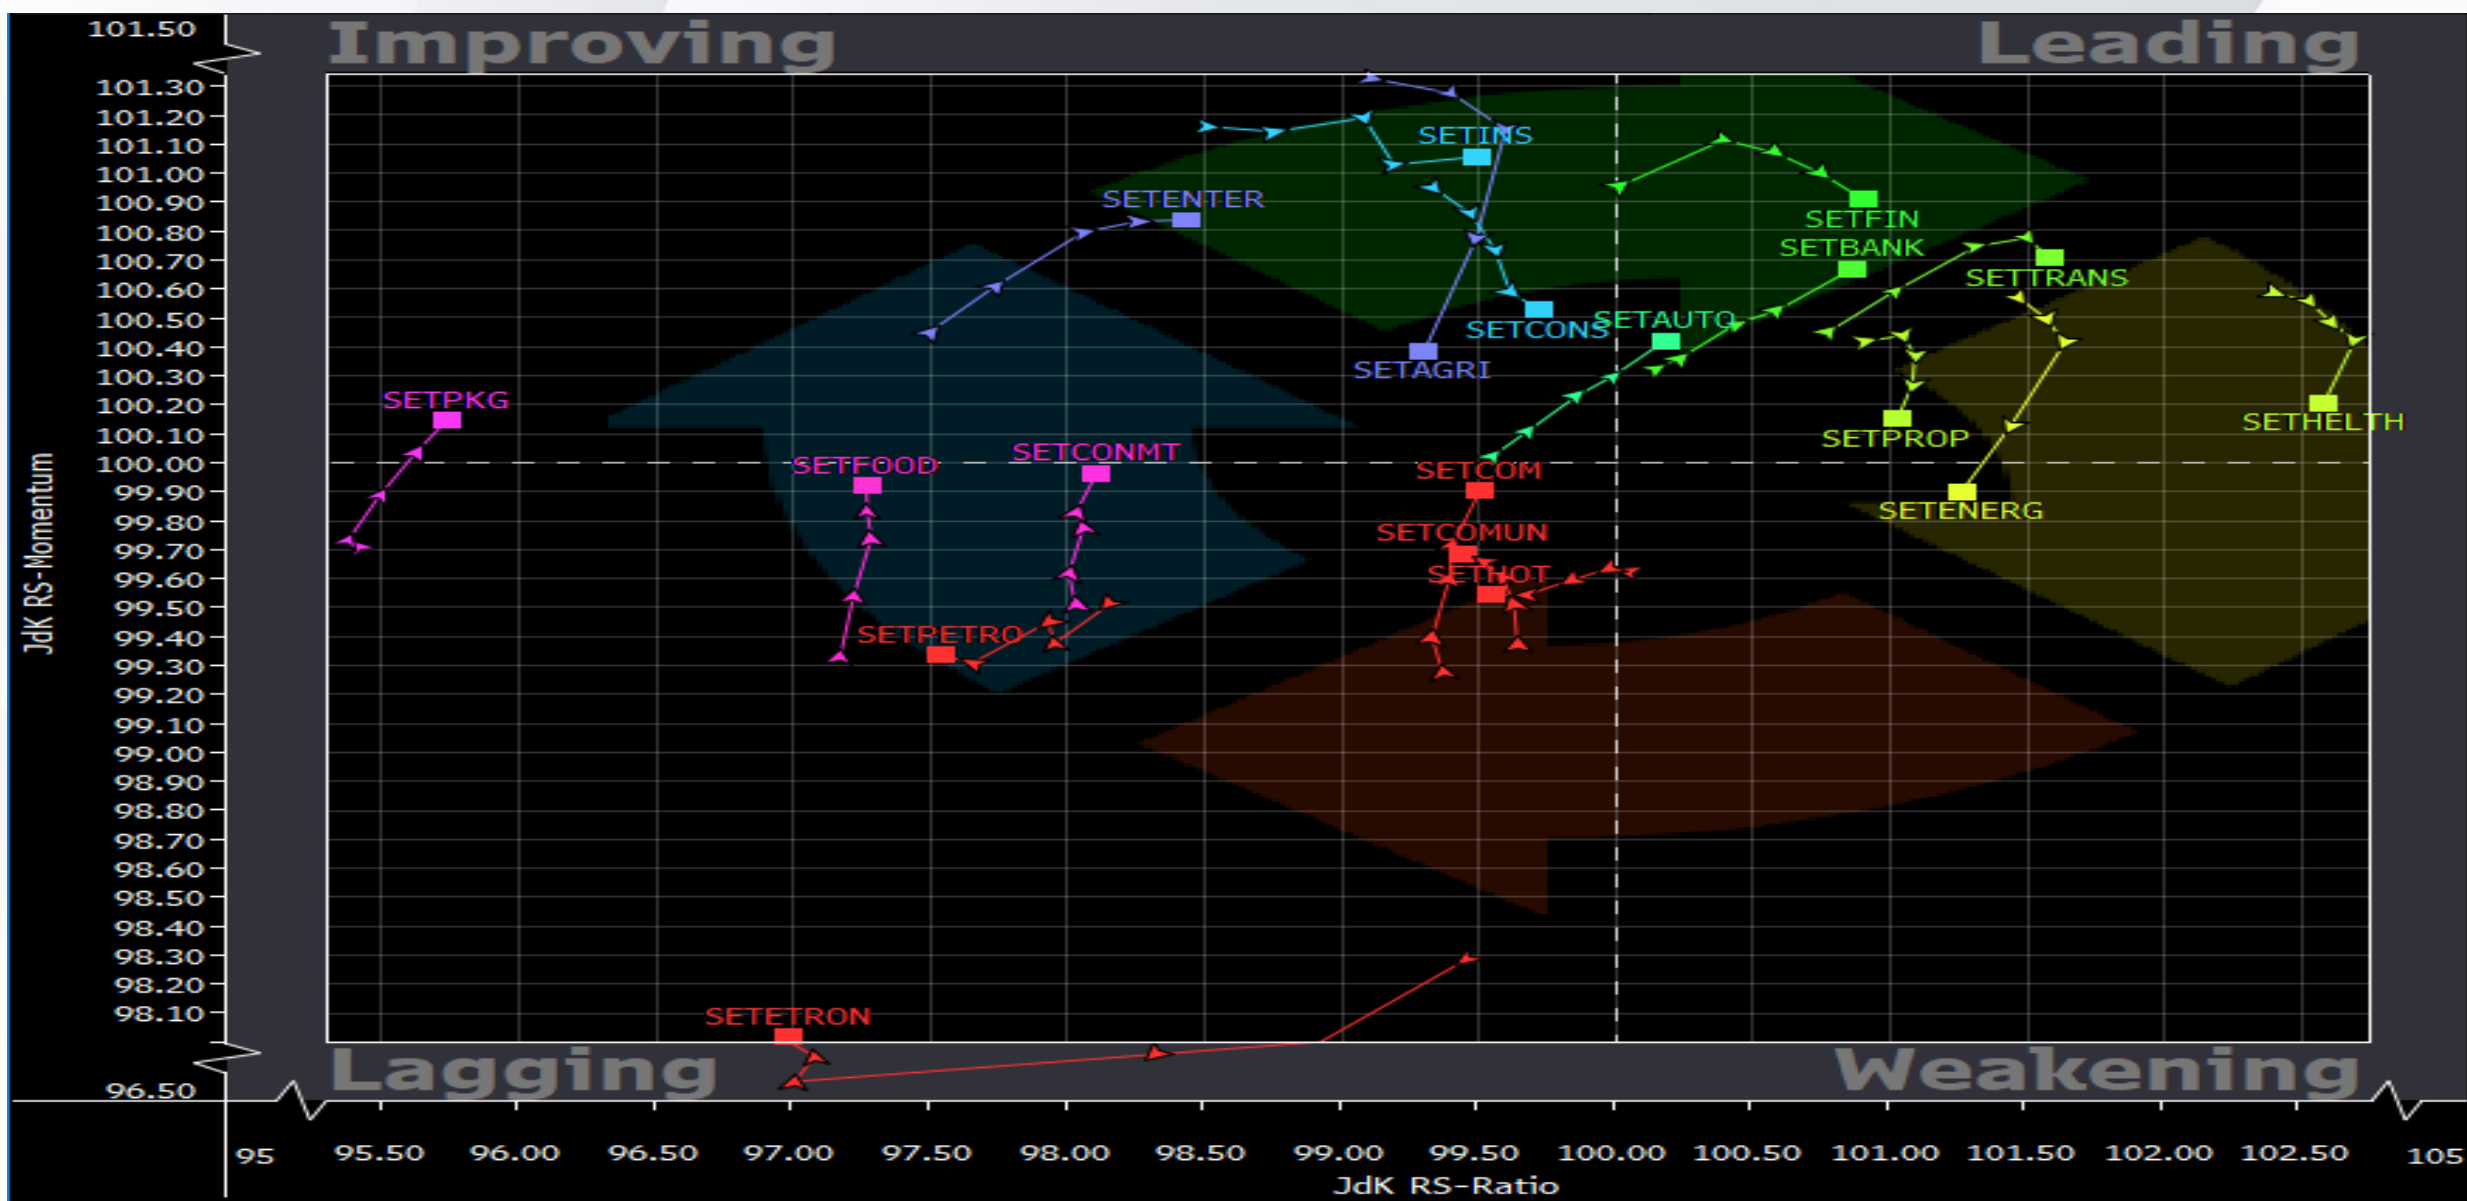 Improving
Leading
101.50
101.30
101.20
101.10
101.00
100.90
100.80
100.70
100.60
100.50
100.40
100.30
100.20
100.10
100.00
99.90
99.80
99.70
99.60
99.50
99.40
99.30
99.20
99.10
99.00
98.90
98.80
98.70
98.60
98.50
98.40
98.30
98.20
98.10
96.50
JdK RS-Momentum
SETINS
SETENTER
SETFIN
SETBANK
SETTRANS
SETCONS
SETAUTO
SETAGRI
SETPKG
SETPROP
SETHELTH
SETFOOD
SETCONMT
SETCOM
SETENERG
SETCOMUN
SETHOT
SETPETRO
SETETRON
Lagging
Weakening
95
95.50
96.00
96.50
97.00
97.50
98.00
98.50
99.00
99.50
100.00
100.50
101.00
101.50
102.00
102.50
105
JdK RS-Ratio